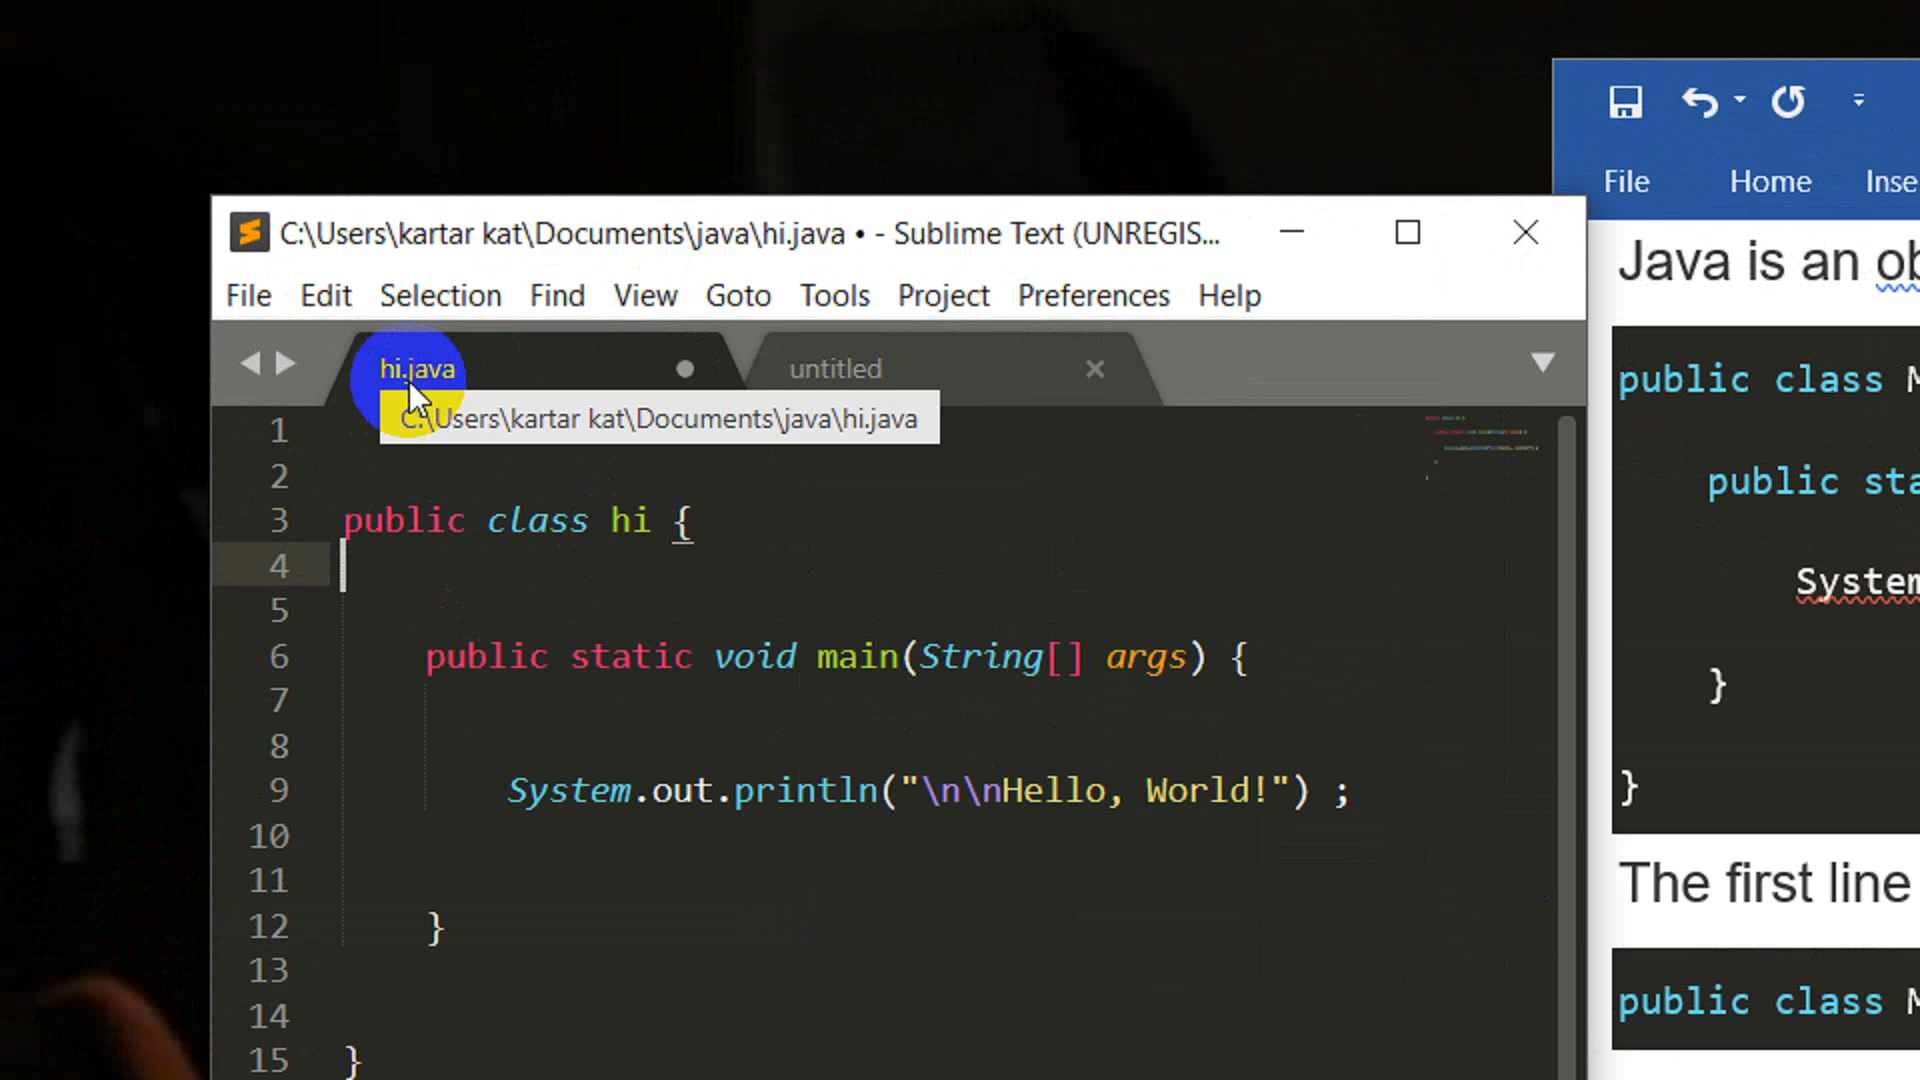 C:\Users\kartar kat\Documents\java\hi.java • - Sublime Text (UNREGIS...
File Edit Selection Find View Goto Tools Project Preferences Help
hi.java
untitled
C:\Users\kartar kat\Documents\java\hi.java
1
2
3 public class hi {
4
5
6 public static void main(String[] args) {
7
8
9 System.out.println("\n\nHello, World!") ;
10
11
12 }
13
14
15 }
File Home Inse
Java is an ob
public class M
public sta
System
}
}
The first line
public class M